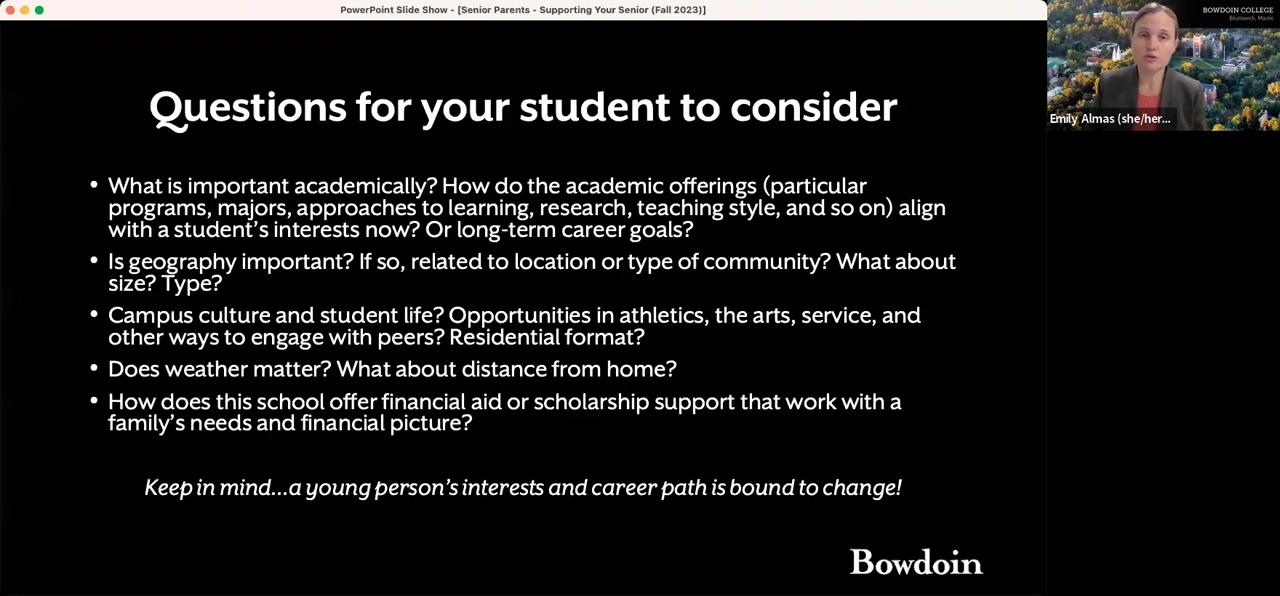 PowerPoint Slide Show - [Senior Parents - Supporting Your Senior (Fall 2023)]
BOWDOIN COLLEGE
Brunswick, Maine
Emily Almas (she/her...
Questions for your student to consider
• What is important academically? How do the academic offerings (particular
programs, majors, approaches to learning, research, teaching style, and so on) align
with a student's interests now? Or long-term career goals?
• Is geography important? If so, related to location or type of community? What about
size? Type?
• Campus culture and student life? Opportunities in athletics, the arts, service, and
other ways to engage with peers? Residential format?
• Does weather matter? What about distance from home?
• How does this school offer financial aid or scholarship support that work with a
family's needs and financial picture?
Keep in mind...a young person's interests and career path is bound to change!
Bowdoin